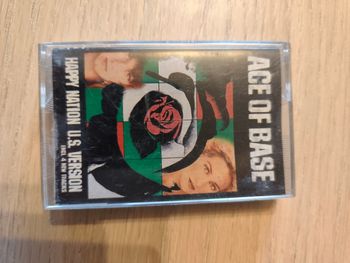 ACE OF BASE
HAPPY NATION U.S. VERSION
INCL. 4 NEW TRACKS